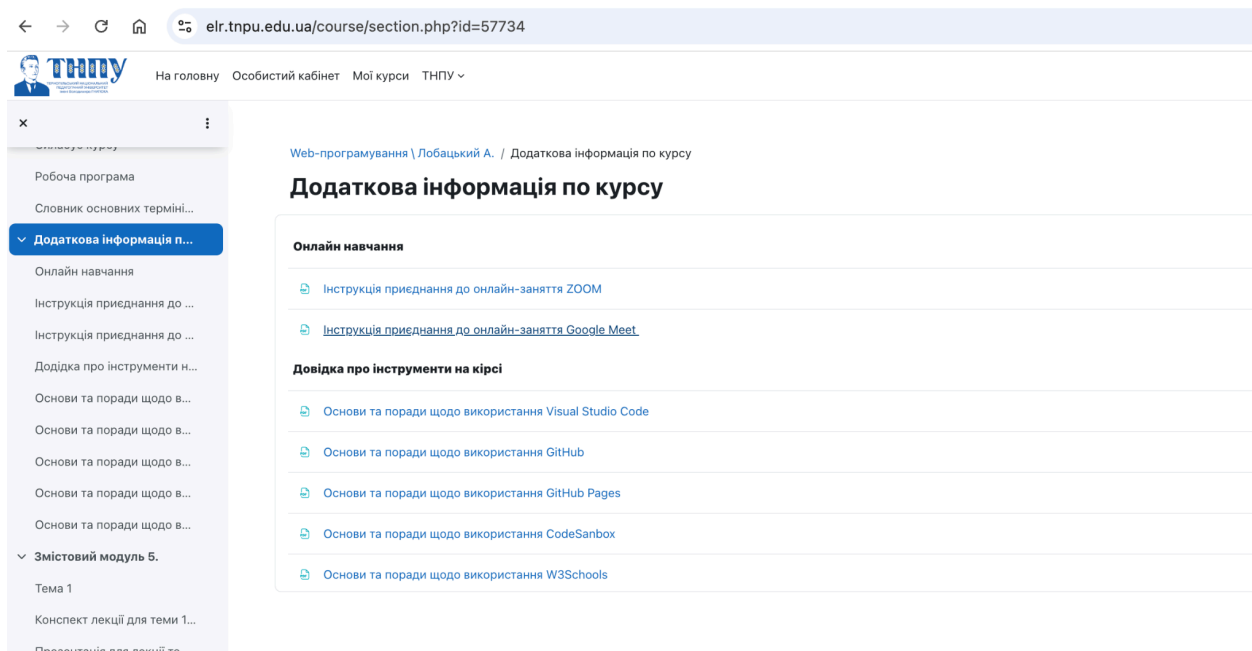 elr.tnpu.edu.ua/course/section.php?id=57734
ТНПУ
На головну Особистий кабінет Мої курси ТНПУ
Робоча програма
Словник основних терміні...
Додаткова інформація п...
Онлайн навчання
Інструкція приєднання до ...
Інструкція приєднання до ...
Додідка про інструменти н...
Основи та поради щодо в...
Основи та поради щодо в...
Основи та поради щодо в...
Основи та поради щодо в...
Основи та поради щодо в...
Змістовий модуль 5.
Тема 1
Конспект лекції для теми 1...
Web-програмування \ Лобацький А. / Додаткова інформація по курсу
Додаткова інформація по курсу
Онлайн навчання
Інструкція приєднання до онлайн-заняття ZOOM
Інструкція приєднання до онлайн-заняття Google Meet
Довідка про інструменти на кірсі
Основи та поради щодо використання Visual Studio Code
Основи та поради щодо використання GitHub
Основи та поради щодо використання GitHub Pages
Основи та поради щодо використання CodeSanbox
Основи та поради щодо використання W3Schools